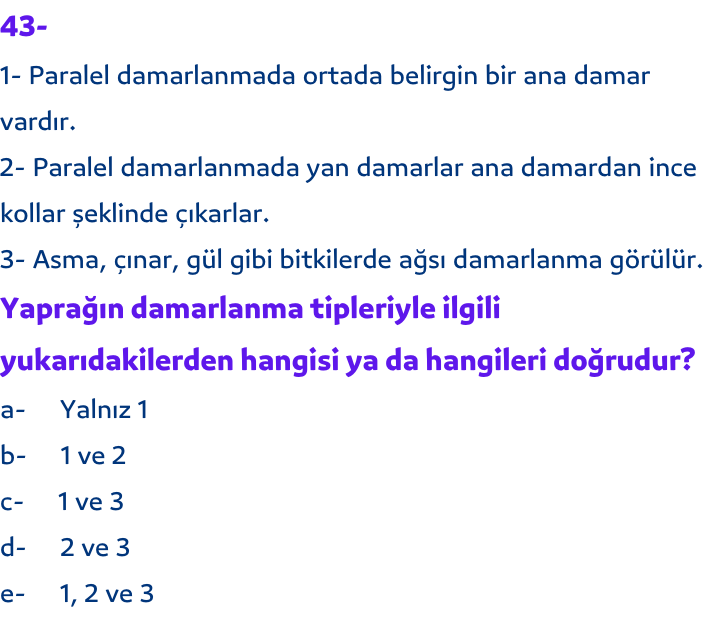 43-
1- Paralel damarlanmada ortada belirgin bir ana damar
vardır.
2- Paralel damarlanmada yan damarlar ana damardan ince
kollar şeklinde çıkarlar.
3- Asma, çınar, gül gibi bitkilerde ağsı damarlanma görülür.
Yaprağın damarlanma tipleriyle ilgili
yukarıdakilerden hangisi ya da hangileri doğrudur?
a- Yalnız 1
b- 1 ve 2
c- 1 ve 3
d- 2 ve 3
e- 1, 2 ve 3